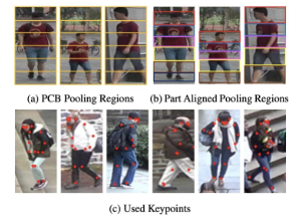 (a) PCB Pooling Regions (b) Part Aligned Pooling Regions
(c) Used Keypoints